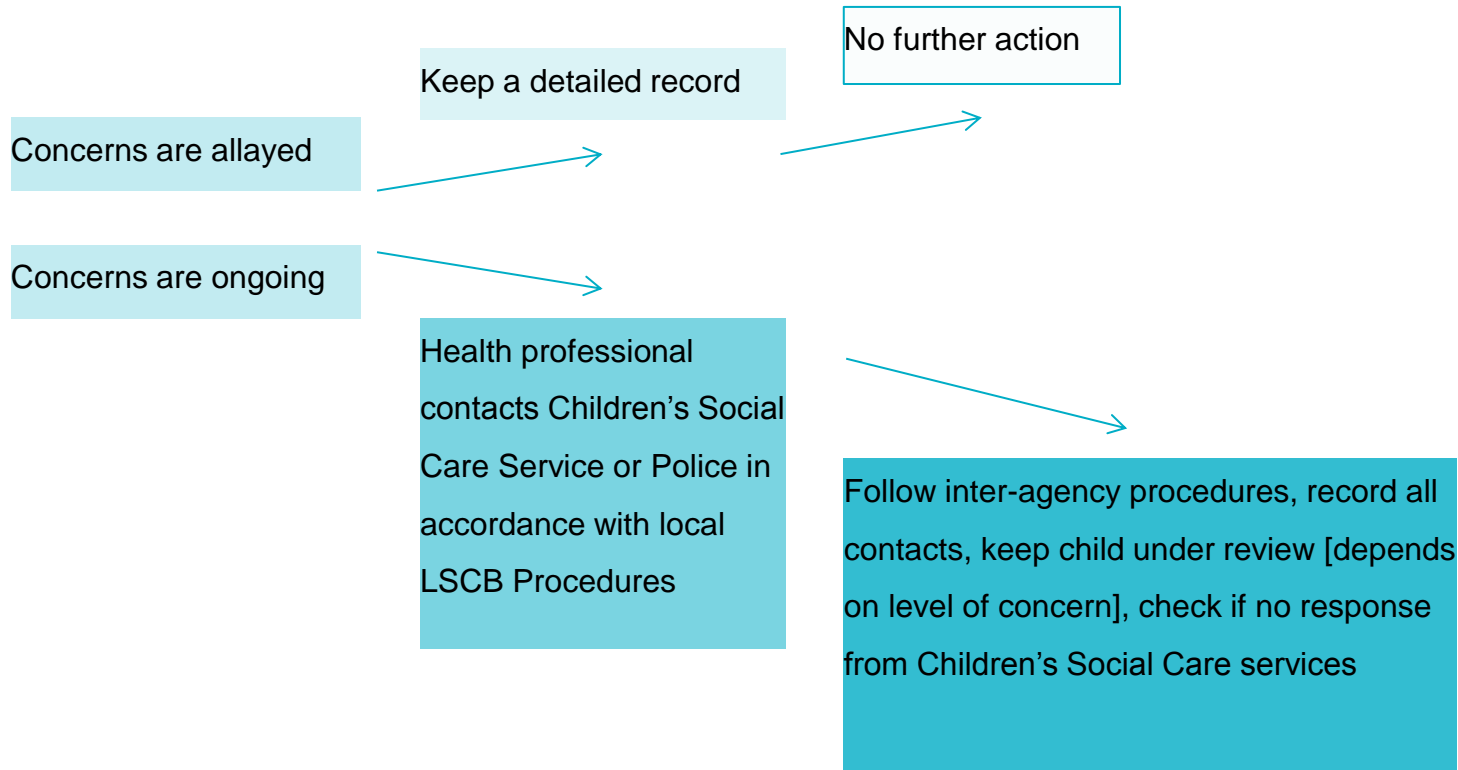 No further action
Keep a detailed record
Concerns are allayed
Concerns are ongoing
Health professional
contacts Children’s Social
Care Service or Police in
accordance with local
LSCB Procedures
Follow inter-agency procedures, record all
contacts, keep child under review [depends
on level of concern], check if no response
from Children’s Social Care services